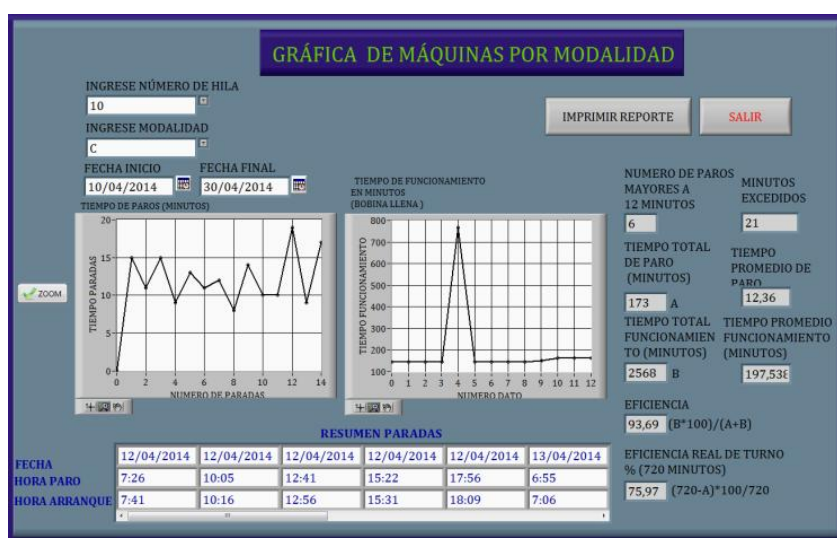 GRÁFICA DE MÁQUINAS POR MODALIDAD
INGRESE NÚMERO DE HILA
10
INGRESE MODALIDAD
C
FECHA INICIO
FECHA FINAL
10/04/2014
30/04/2014
IMPRIMIR REPORTE
SALIR
ZOOM
TIEMPO DE PAROS (MINUTOS)
TIEMPO PARADAS
20
15
10
5
0
0 2 4 6 8 10 12 14
NUMERO DE PARADAS
TIEMPO DE FUNCIONAMIENTO
EN MINUTOS
(BOBINA LLENA )
TIEMPO FUNCIONAMIENTO
800
700
600
500
400
300
200
100
0 1 2 3 4 5 6 7 8 9 10 11 12
NUMERO DATO
NUMERO DE PAROS
MAYORES A
12 MINUTOS
6
MINUTOS
EXCEDIDOS
21
TIEMPO TOTAL
DE PARO
(MINUTOS)
173 A
TIEMPO
PROMEDIO DE
PARO
12,36
TIEMPO TOTAL
FUNCIONAMIEN
TO (MINUTOS)
2568 B
TIEMPO PROMEDIO
FUNCIONAMIENTO
(MINUTOS)
197,538
EFICIENCIA
93,69 (B*100)/(A+B)
EFICIENCIA REAL DE TURNO
% (720 MINUTOS)
75,97 (720-A)*100/720
RESUMEN PARADAS
FECHA 12/04/2014 12/04/2014 12/04/2014 12/04/2014 12/04/2014 13/04/2014
HORA PARO 7:26 10:05 12:41 15:22 17:56 6:55
HORA ARRANQUE 7:41 10:16 12:56 15:31 18:09 7:06